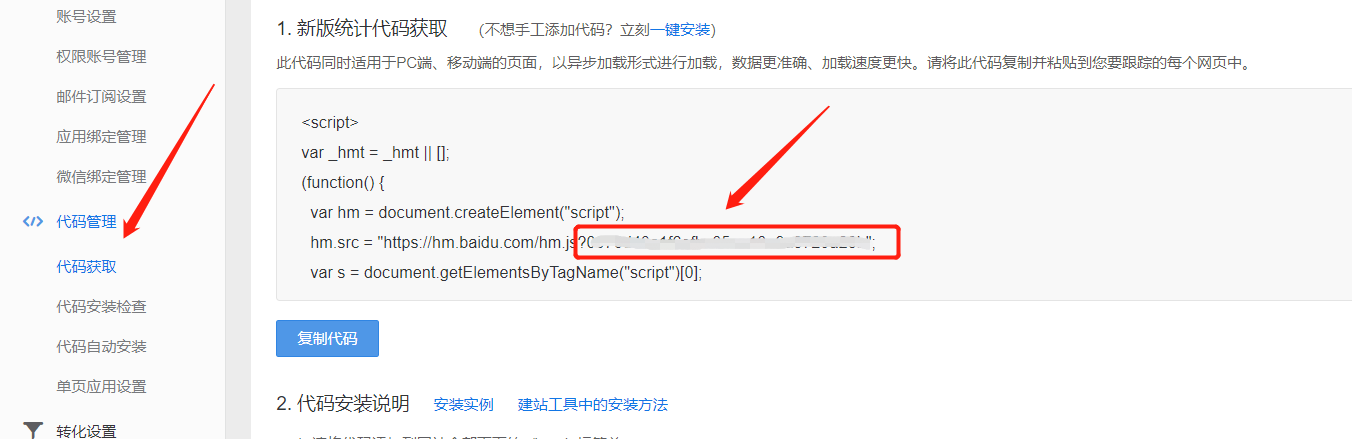 账号设置
权限账号管理
邮件订阅设置
应用绑定管理
微信绑定管理
代码管理
代码获取
代码安装检查
代码自动安装
单页应用设置
转化设置
1. 新版统计代码获取 (不想手工添加代码？立刻一键安装)
此代码同时适用于PC端、移动端的页面，以异步加载形式进行加载，数据更准确、加载速度更快。请将此代码复制并粘贴到您要跟踪的每个网页中。
<script>
var _hmt = _hmt || [];
(function() {
var hm = document.createElement("script");
hm.src = "https://hm.baidu.com/hm.js?";
var s = document.getElementsByTagName("script")[0];
复制代码
2. 代码安装说明 安装实例 建站工具中的安装方法